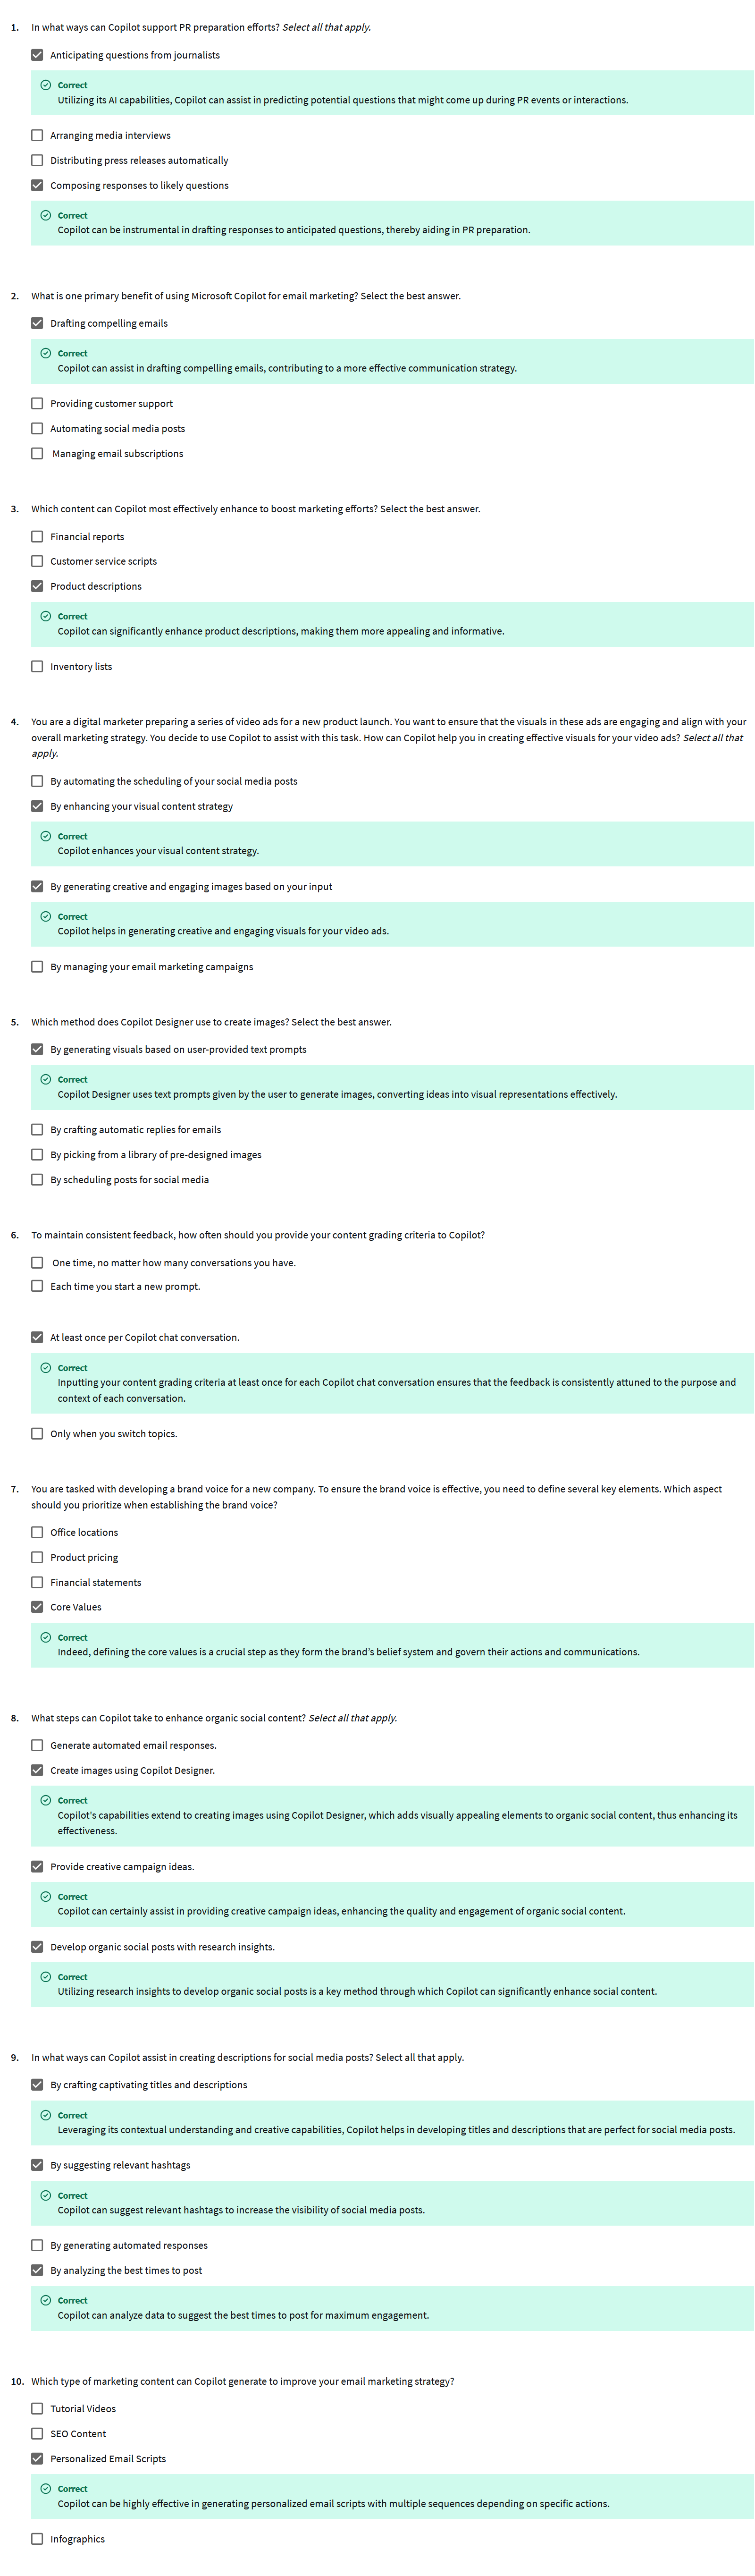 1. In what ways can Copilot support PR preparation efforts? Select all that apply.
Anticipating questions from journalists
Correct
Utilizing its AI capabilities, Copilot can assist in predicting potential questions that might come up during PR events or interactions.
Arranging media interviews
Distributing press releases automatically
Composing responses to likely questions
Correct
Copilot can be instrumental in drafting responses to anticipated questions, thereby aiding in PR preparation.
2. What is one primary benefit of using Microsoft Copilot for email marketing? Select the best answer.
Drafting compelling emails
Correct
Copilot can assist in drafting compelling emails, contributing to a more effective communication strategy.
Providing customer support
Automating social media posts
Managing email subscriptions
3. Which content can Copilot most effectively enhance to boost marketing efforts? Select the best answer.
Financial reports
Customer service scripts
Product descriptions
Correct
Copilot can significantly enhance product descriptions, making them more appealing and informative.
Inventory lists
4. You are a digital marketer preparing a series of video ads for a new product launch. You want to ensure that the visuals in these ads are engaging and align with your
overall marketing strategy. You decide to use Copilot to assist with this task. How can Copilot help you in creating effective visuals for your video ads? Select all that
apply.
By automating the scheduling of your social media posts
By enhancing your visual content strategy
Correct
Copilot enhances your visual content strategy.
By generating creative and engaging images based on your input
Correct
Copilot helps in generating creative and engaging visuals for your video ads.
By managing your email marketing campaigns
5. Which method does Copilot Designer use to create images? Select the best answer.
By generating visuals based on user-provided text prompts
Correct
Copilot Designer uses text prompts given by the user to generate images, converting ideas into visual representations effectively.
By crafting automatic replies for emails
By picking from a library of pre-designed images
By scheduling posts for social media
6. To maintain consistent feedback, how often should you provide your content grading criteria to Copilot?
One time, no matter how many conversations you have.
Each time you start a new prompt.
At least once per Copilot chat conversation.
Correct
Inputting your content grading criteria at least once for each Copilot chat conversation ensures that the feedback is consistently attuned to the purpose and
context of each conversation.
Only when you switch topics.
7. You are tasked with developing a brand voice for a new company. To ensure the brand voice is effective, you need to define several key elements. Which aspect
should you prioritize when establishing the brand voice?
Office locations
Product pricing
Financial statements
Core Values
Correct
Indeed, defining the core values is a crucial step as they form the brand's belief system and govern their actions and communications.
8. What steps can Copilot take to enhance organic social content? Select all that apply.
Generate automated email responses.
Create images using Copilot Designer.
Correct
Copilot's capabilities extend to creating images using Copilot Designer, which adds visually appealing elements to organic social content, thus enhancing its
effectiveness.
Provide creative campaign ideas.
Correct
Copilot can certainly assist in providing creative campaign ideas, enhancing the quality and engagement of organic social content.
Develop organic social posts with research insights.
Correct
Utilizing research insights to develop organic social posts is a key method through which Copilot can significantly enhance social content.
9. In what ways can Copilot assist in creating descriptions for social media posts? Select all that apply.
By crafting captivating titles and descriptions
Correct
Leveraging its contextual understanding and creative capabilities, Copilot helps in developing titles and descriptions that are perfect for social media posts.
By suggesting relevant hashtags
Correct
Copilot can suggest relevant hashtags to increase the visibility of social media posts.
By generating automated responses
By analyzing the best times to post
Correct
Copilot can analyze data to suggest the best times to post for maximum engagement.
10. Which type of marketing content can Copilot generate to improve your email marketing strategy?
Tutorial Videos
SEO Content
Personalized Email Scripts
Correct
Copilot can be highly effective in generating personalized email scripts with multiple sequences depending on specific actions.
Infographics